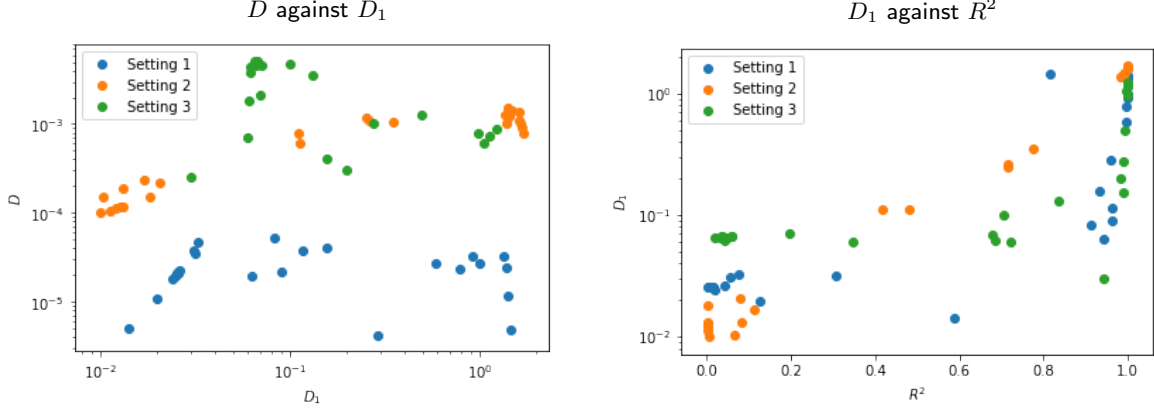 D against D₁
Setting 1
Setting 2
Setting 3
10⁻³
10⁻⁴
10⁻⁵
D
10⁻² 10⁻¹ 10⁰
D₁
D₁ against R²
Setting 1
Setting 2
Setting 3
10⁰
10⁻¹
10⁻²
D₁
0.0 0.2 0.4 0.6 0.8 1.0
R²